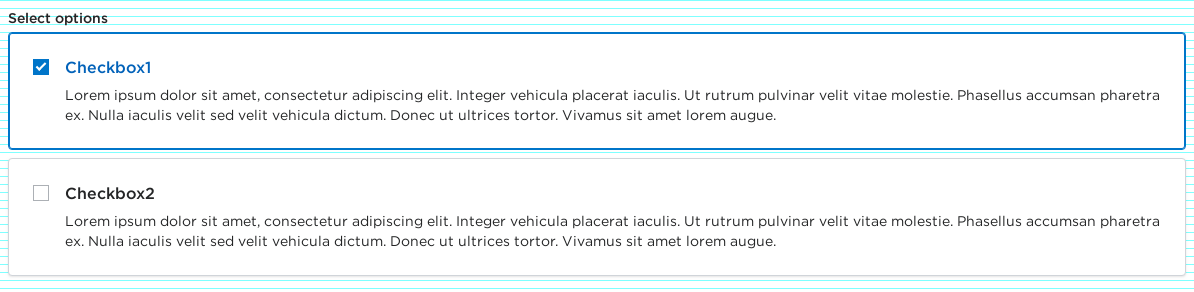 Select options
Checkbox1
Lorem ipsum dolor sit amet, consectetur adipiscing elit. Integer vehicula placerat iaculis. Ut rutrum pulvinar velit vitae molestie. Phasellus accumsan pharetra
ex. Nulla iaculis velit sed velit vehicula dictum. Donec ut ultrices tortor. Vivamus sit amet lorem augue.
Checkbox2
Lorem ipsum dolor sit amet, consectetur adipiscing elit. Integer vehicula placerat iaculis. Ut rutrum pulvinar velit vitae molestie. Phasellus accumsan pharetra
ex. Nulla iaculis velit sed velit vehicula dictum. Donec ut ultrices tortor. Vivamus sit amet lorem augue.